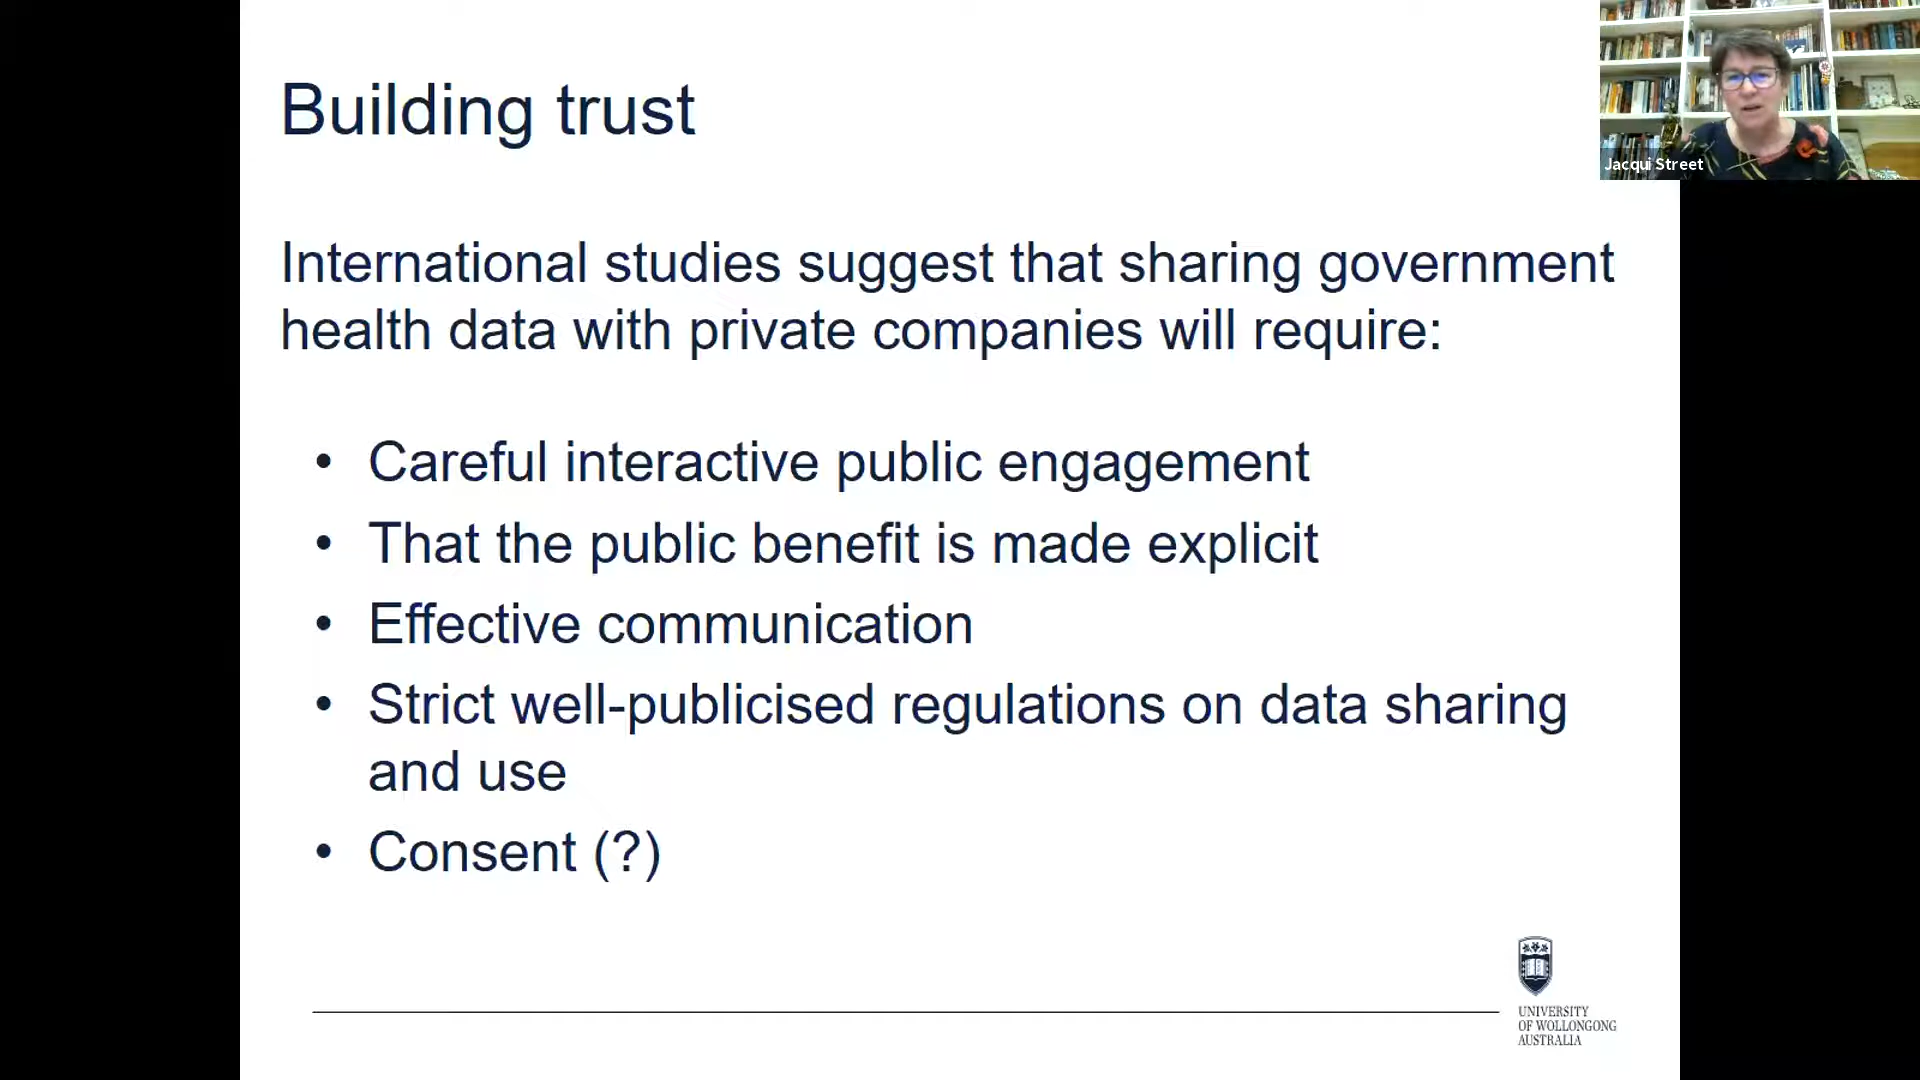 Building trust
Jacqui Street
International studies suggest that sharing government
health data with private companies will require:
• Careful interactive public engagement
• That the public benefit is made explicit
• Effective communication
• Strict well-publicised regulations on data sharing
and use
• Consent (?)
UNIVERSITY
OF WOLLONGONG
AUSTRALIA